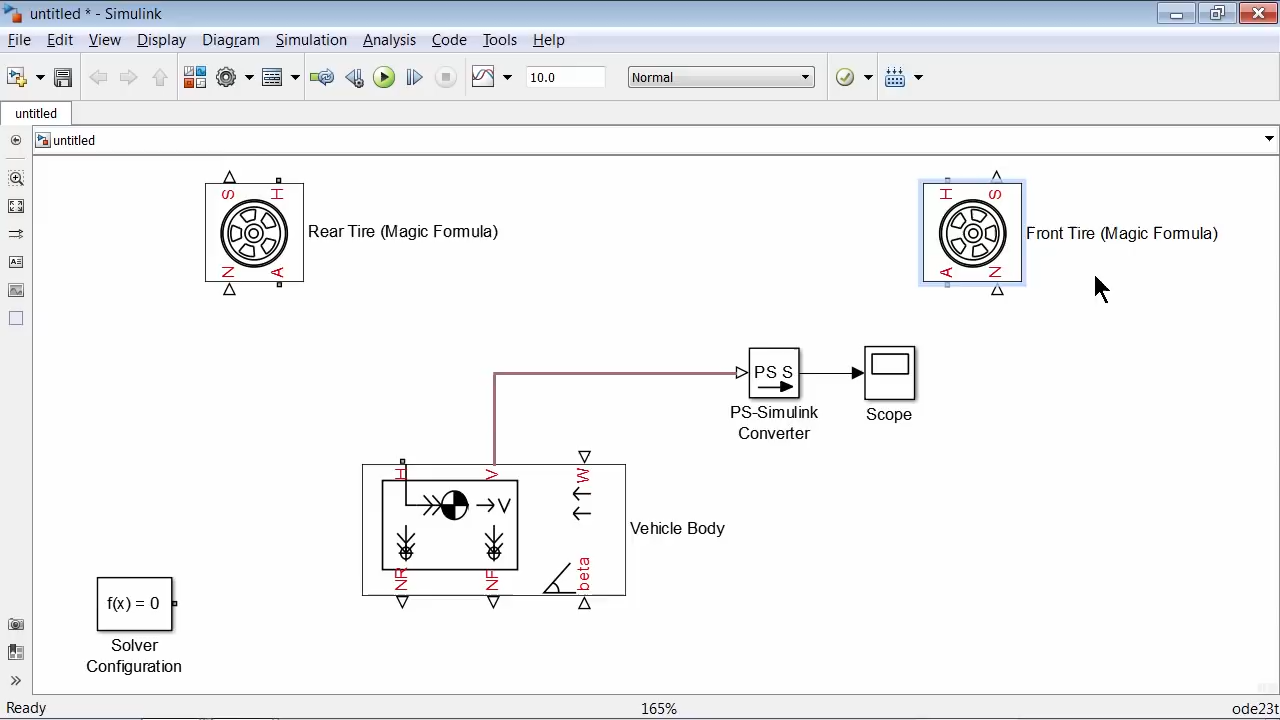 untitled * - Simulink
File Edit View Display Diagram Simulation Analysis Code Tools Help
10.0 Normal
untitled
untitled
S H
N A
Rear Tire (Magic Formula)
H S
A N
Front Tire (Magic Formula)
PS S
PS-Simulink
Converter
Scope
H V W
V
NR NF beta
Vehicle Body
f(x) = 0
Solver
Configuration
Ready 165% ode23t